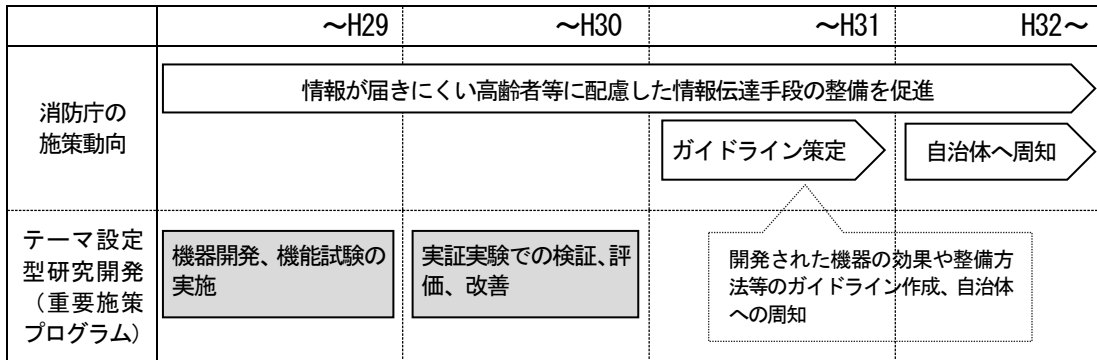 ～H29
～H30
～H31
H32～
消防庁の
施策動向
情報が届きにくい高齢者等に配慮した情報伝達手段の整備を促進
ガイドライン策定
自治体へ周知
テーマ設定
型研究開発
（重要施策
プログラム）
機器開発、機能試験の
実施
実証実験での検証、評
価、改善
開発された機器の効果や整備方
法等のガイドライン作成、自治体
への周知